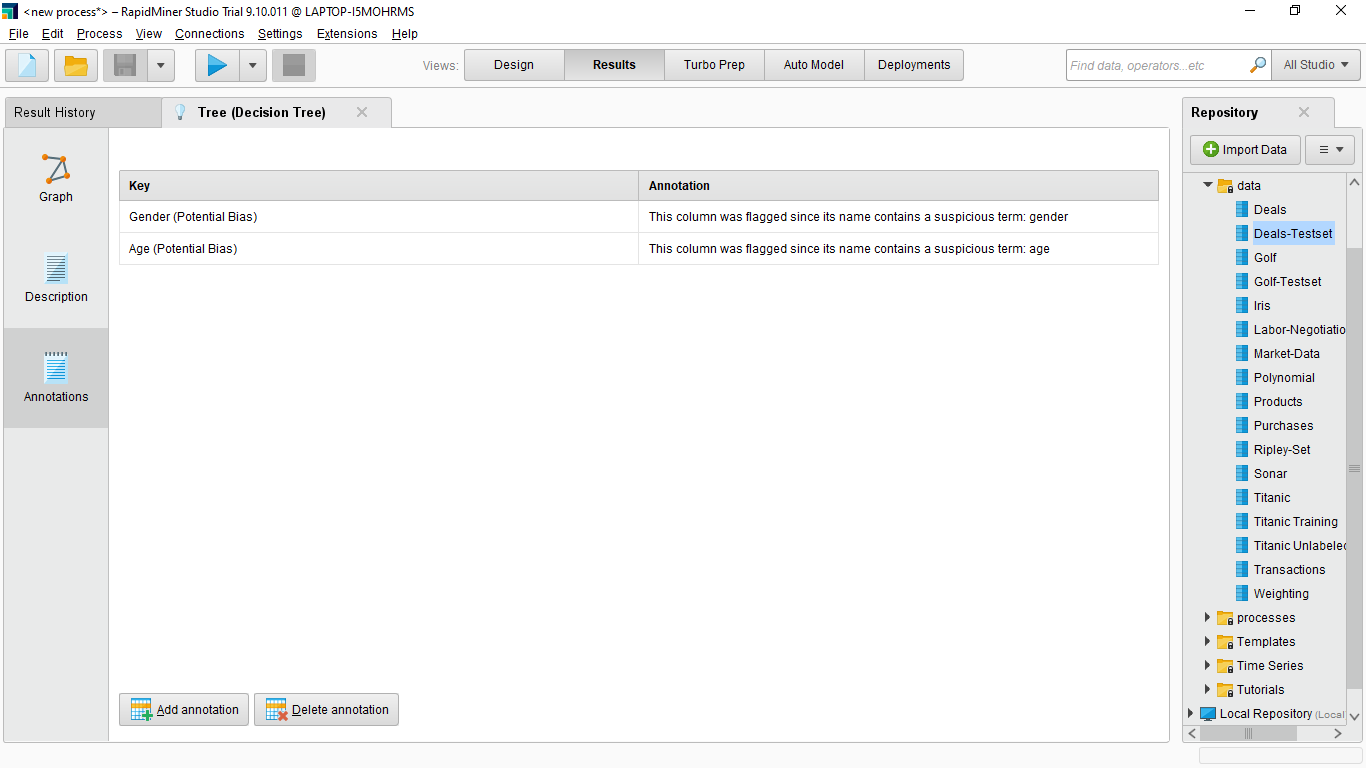 <new process*> – RapidMiner Studio Trial 9.10.011 @ LAPTOP-I5MOHRMS
File Edit Process View Connections Settings Extensions Help
Views: Design Results Turbo Prep Auto Model Deployments Find data, operators...etc All Studio
Result History Tree (Decision Tree)
Graph
Description
Annotations
Key Annotation
Gender (Potential Bias) This column was flagged since its name contains a suspicious term: gender
Age (Potential Bias) This column was flagged since its name contains a suspicious term: age
Add annotation Delete annotation
Repository
Import Data
data
Deals
Deals-Testset
Golf
Golf-Testset
Iris
Labor-Negotiatio
Market-Data
Polynomial
Products
Purchases
Ripley-Set
Sonar
Titanic
Titanic Training
Titanic Unlabeled
Transactions
Weighting
processes
Templates
Time Series
Tutorials
Local Repository (Local